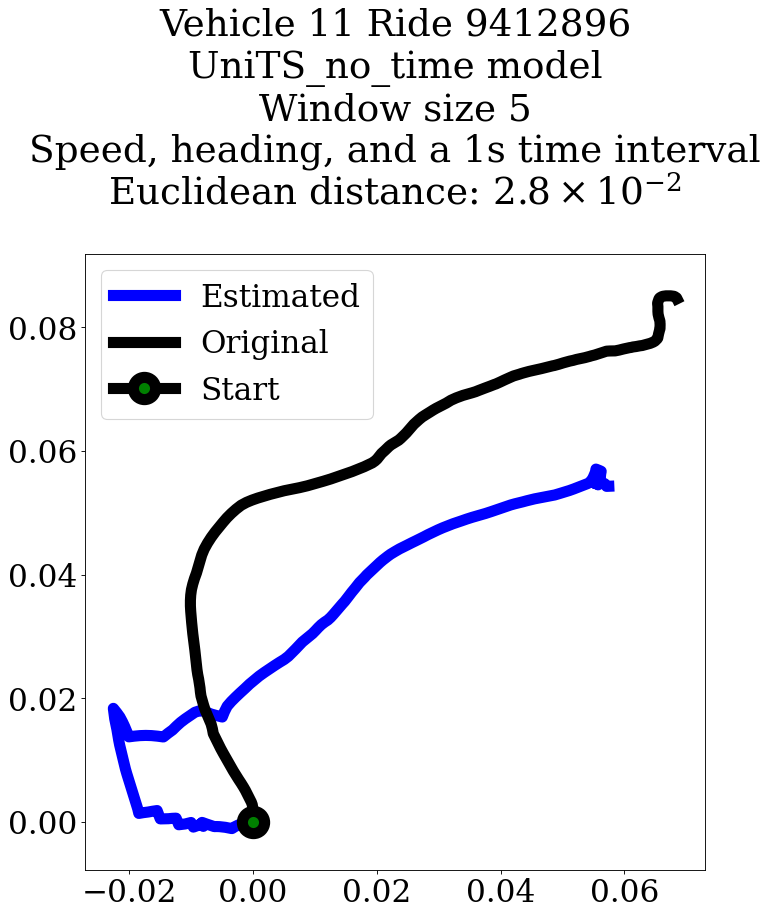 Vehicle 11 Ride 9412896
UniTS_no_time model
Window size 5
Speed, heading, and a 1s time interval
Euclidean distance: 2.8 × 10⁻²
Estimated
Original
Start
0.08
0.06
0.04
0.02
0.00
−0.02 0.00 0.02 0.04 0.06